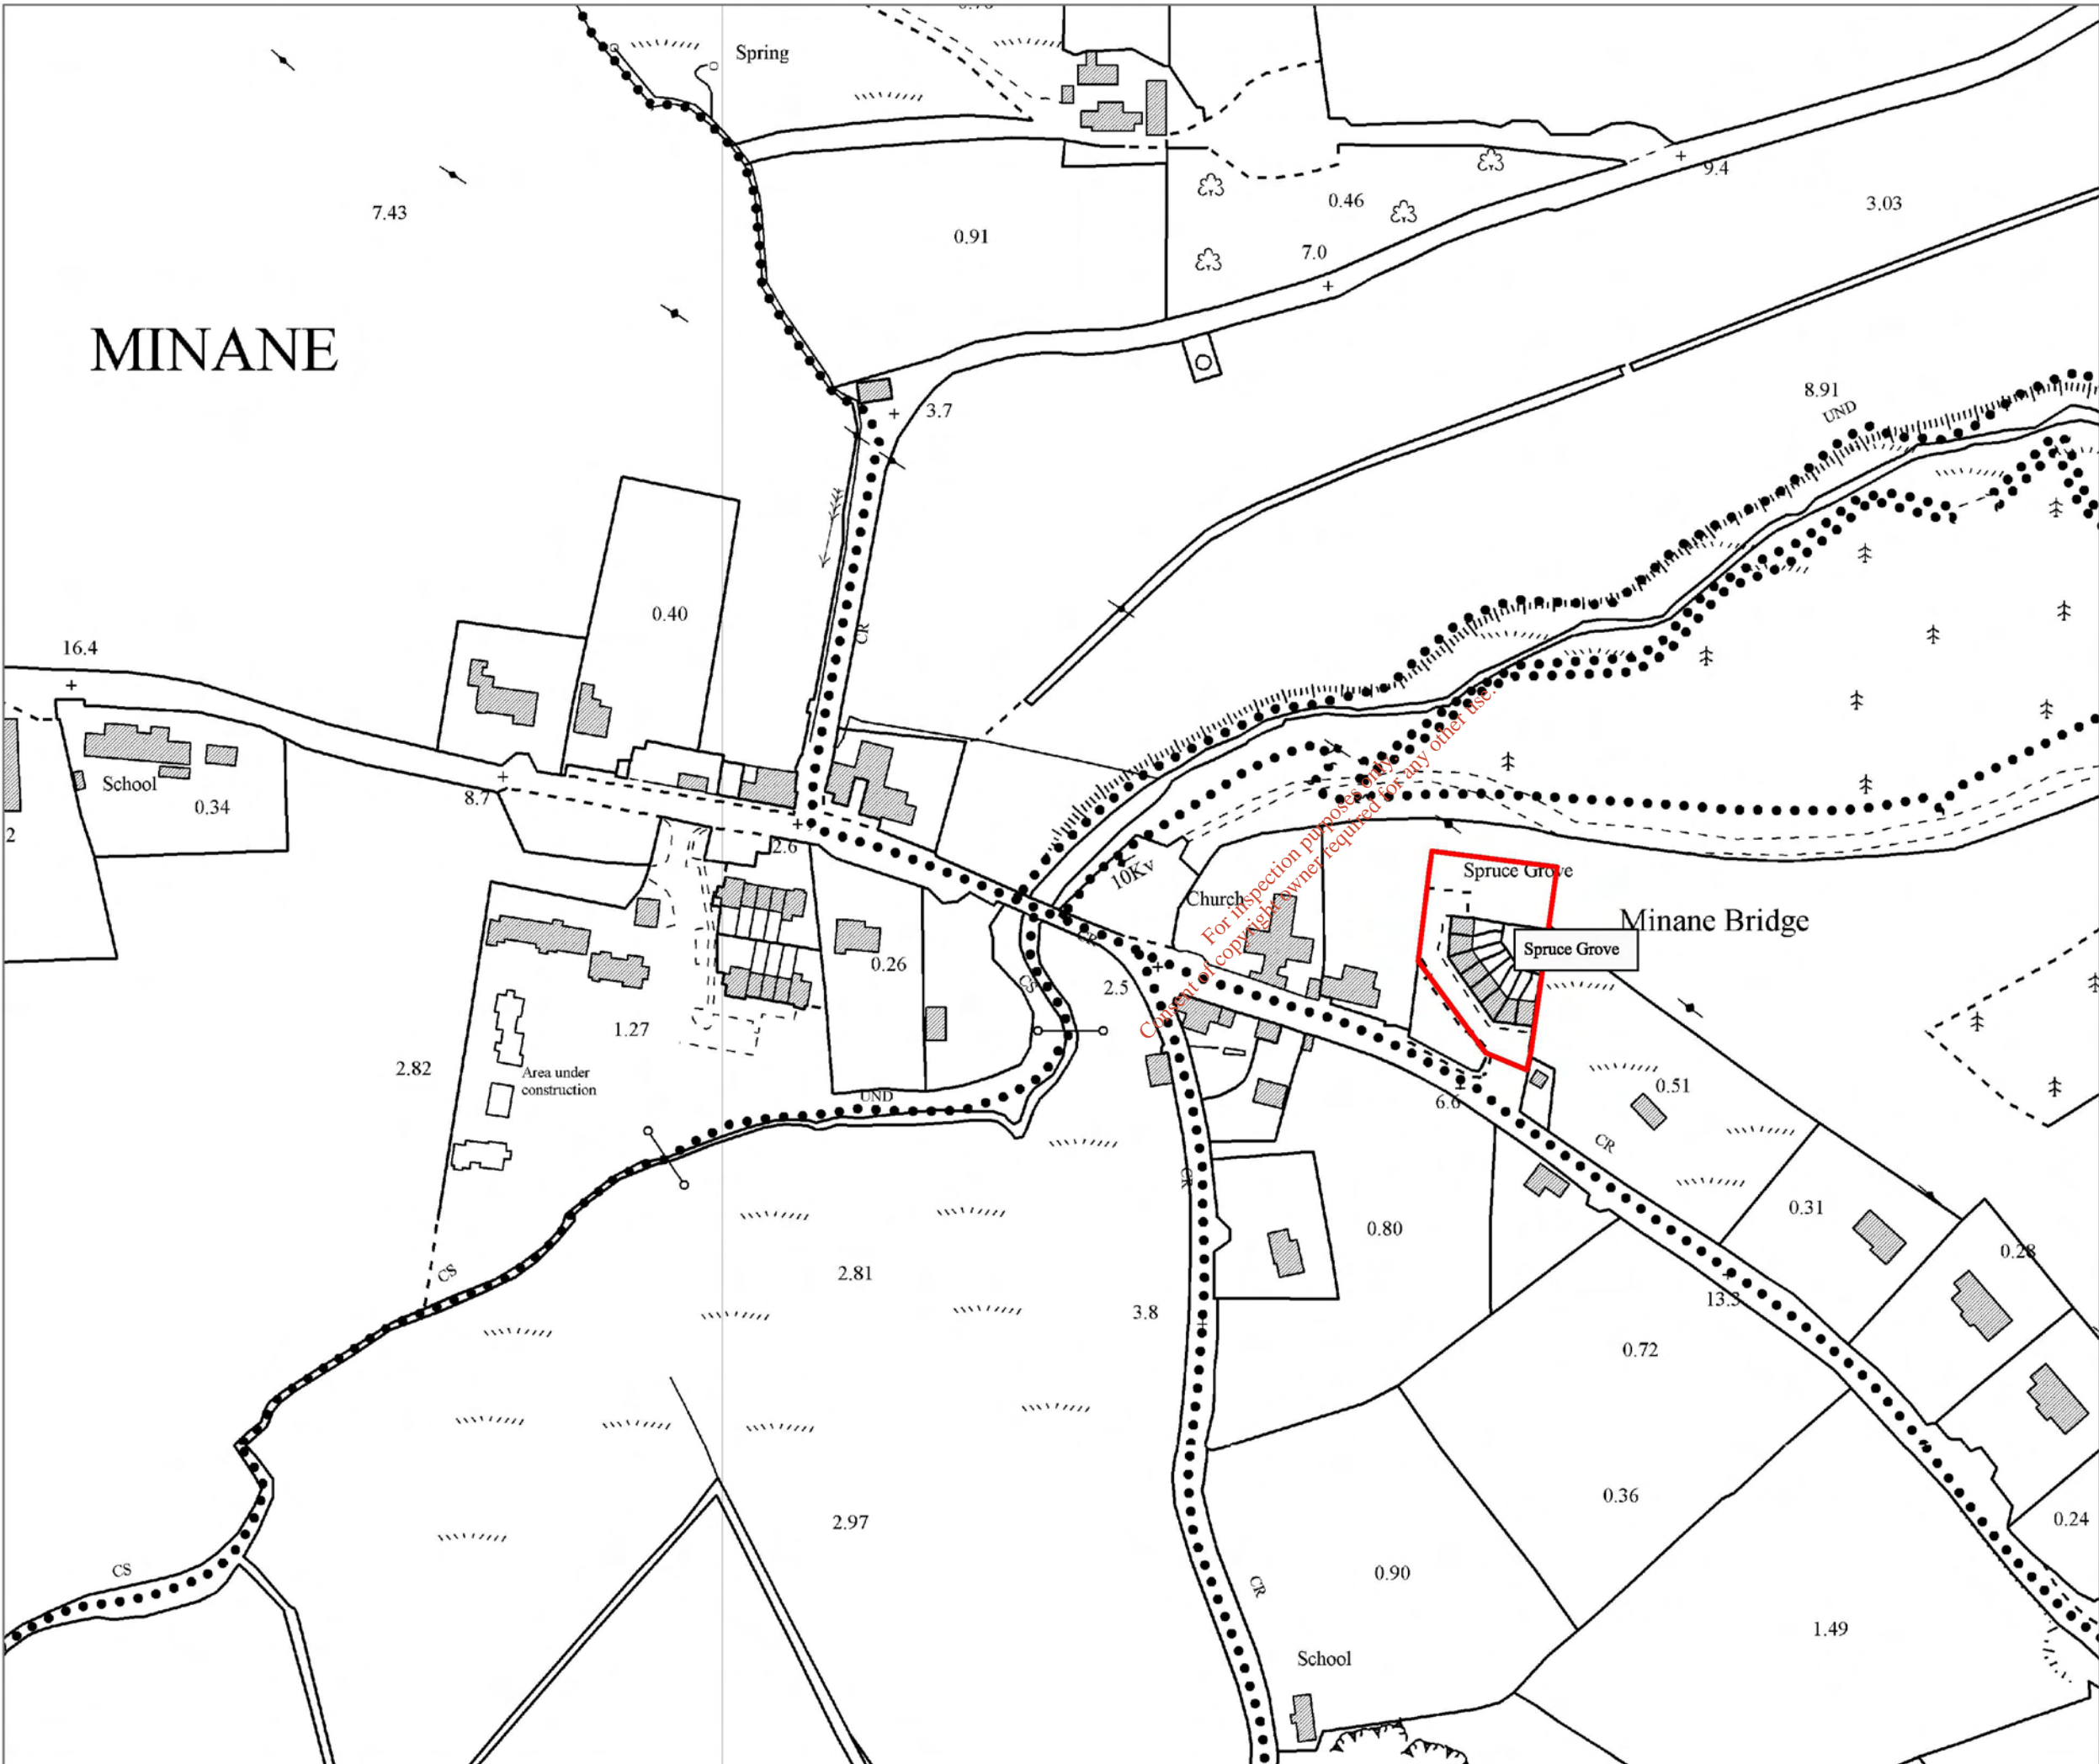 Spring
9.4
7.43
0.46
3.03
0.91
7.0
MINANE
3.7
8.91
UND
0.40
CR
16.4
School
0.34
8.7
2
2.6
10Kv
Church
For inspection purposes only.
Consent of copyright owner required for any other use.
Spruce Grove
Minane Bridge
Spruce Grove
CR
0.26
CS
2.5
1.27
2.82
Area under
construction
UND
6.6
0.51
CR
CR
0.31
0.80
0.28
CS
2.81
3.8
13.3
0.72
0.36
2.97
0.24
CS
0.90
CR
1.49
School